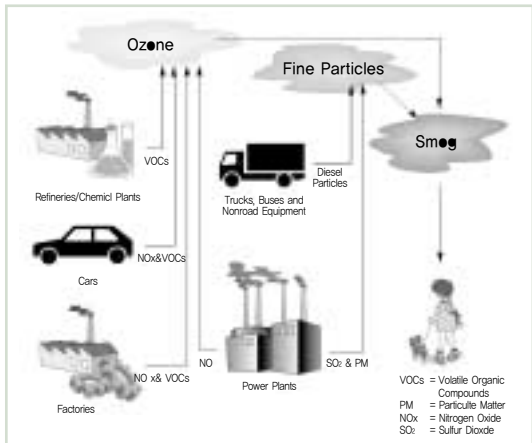 Ozone
Fine Particles
Smog
VOCs
Refineries/Chemicl Plants
Diesel
Particles
Trucks, Buses and
Nonroad Equipment
NOx&VOCs
Cars
NO x& VOCs
Factories
NO
Power Plants
SO2 & PM
VOCs = Volatile Organic
Compounds
PM = Particulte Matter
NOx = Nitrogen Oxide
SO2 = Sulfur Dioxde